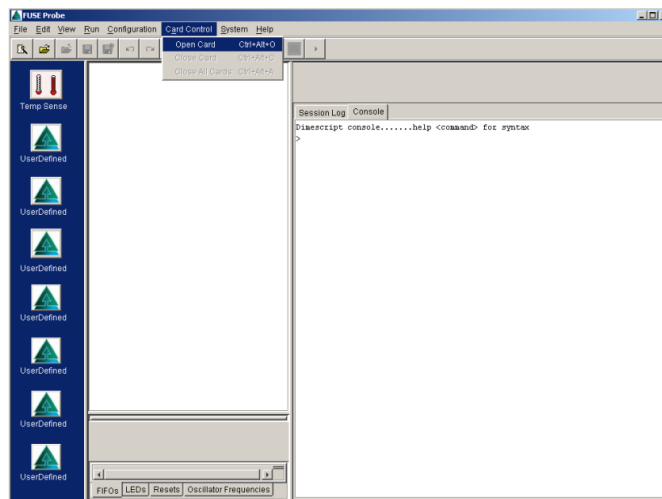 FUSE Probe
File Edit View Run Configuration Card Control System Help
Open Card Ctrl+Alt+O
Close Card Ctrl+Alt+C
Close All Cards Ctrl+Alt+A
Temp Sense
UserDefined
UserDefined
UserDefined
UserDefined
UserDefined
UserDefined
UserDefined
Session Log Console
Dimescript console.......help <command> for syntax
>
FIFOs LEDs Resets Oscillator Frequencies